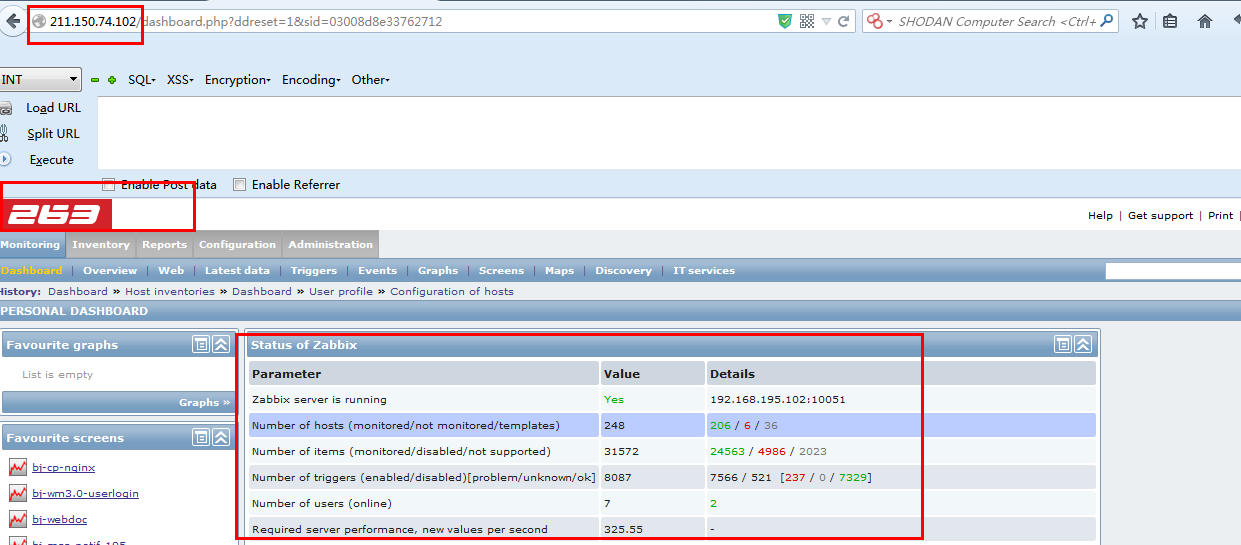 211.150.74.102/dashboard.php?ddreset=1&sid=03008d8e33762712
SHODAN Computer Search <Ctrl+
INT SQL- XSS- Encryption- Encoding- Other-
Load URL
Split URL
Execute
Enable Post data Enable Referrer
263
Help | Get support | Print |
Monitoring Inventory Reports Configuration Administration
Dashboard | Overview | Web | Latest data | Triggers | Events | Graphs | Screens | Maps | Discovery | IT services
History: Dashboard » Host inventories » Dashboard » User profile » Configuration of hosts
PERSONAL DASHBOARD
Favourite graphs
List is empty
Graphs »
Favourite screens
bj-cp-nginx
bj-wm3.0-userlogin
bj-webdoc
Status of Zabbix
Parameter Value Details
Zabbix server is running Yes 192.168.195.102:10051
Number of hosts (monitored/not monitored/templates) 248 206 / 6 / 36
Number of items (monitored/disabled/not supported) 31572 24563 / 4986 / 2023
Number of triggers (enabled/disabled)[problem/unknown/ok] 8087 7566 / 521 [237 / 0 / 7329]
Number of users (online) 7 2
Required server performance, new values per second 325.55 -